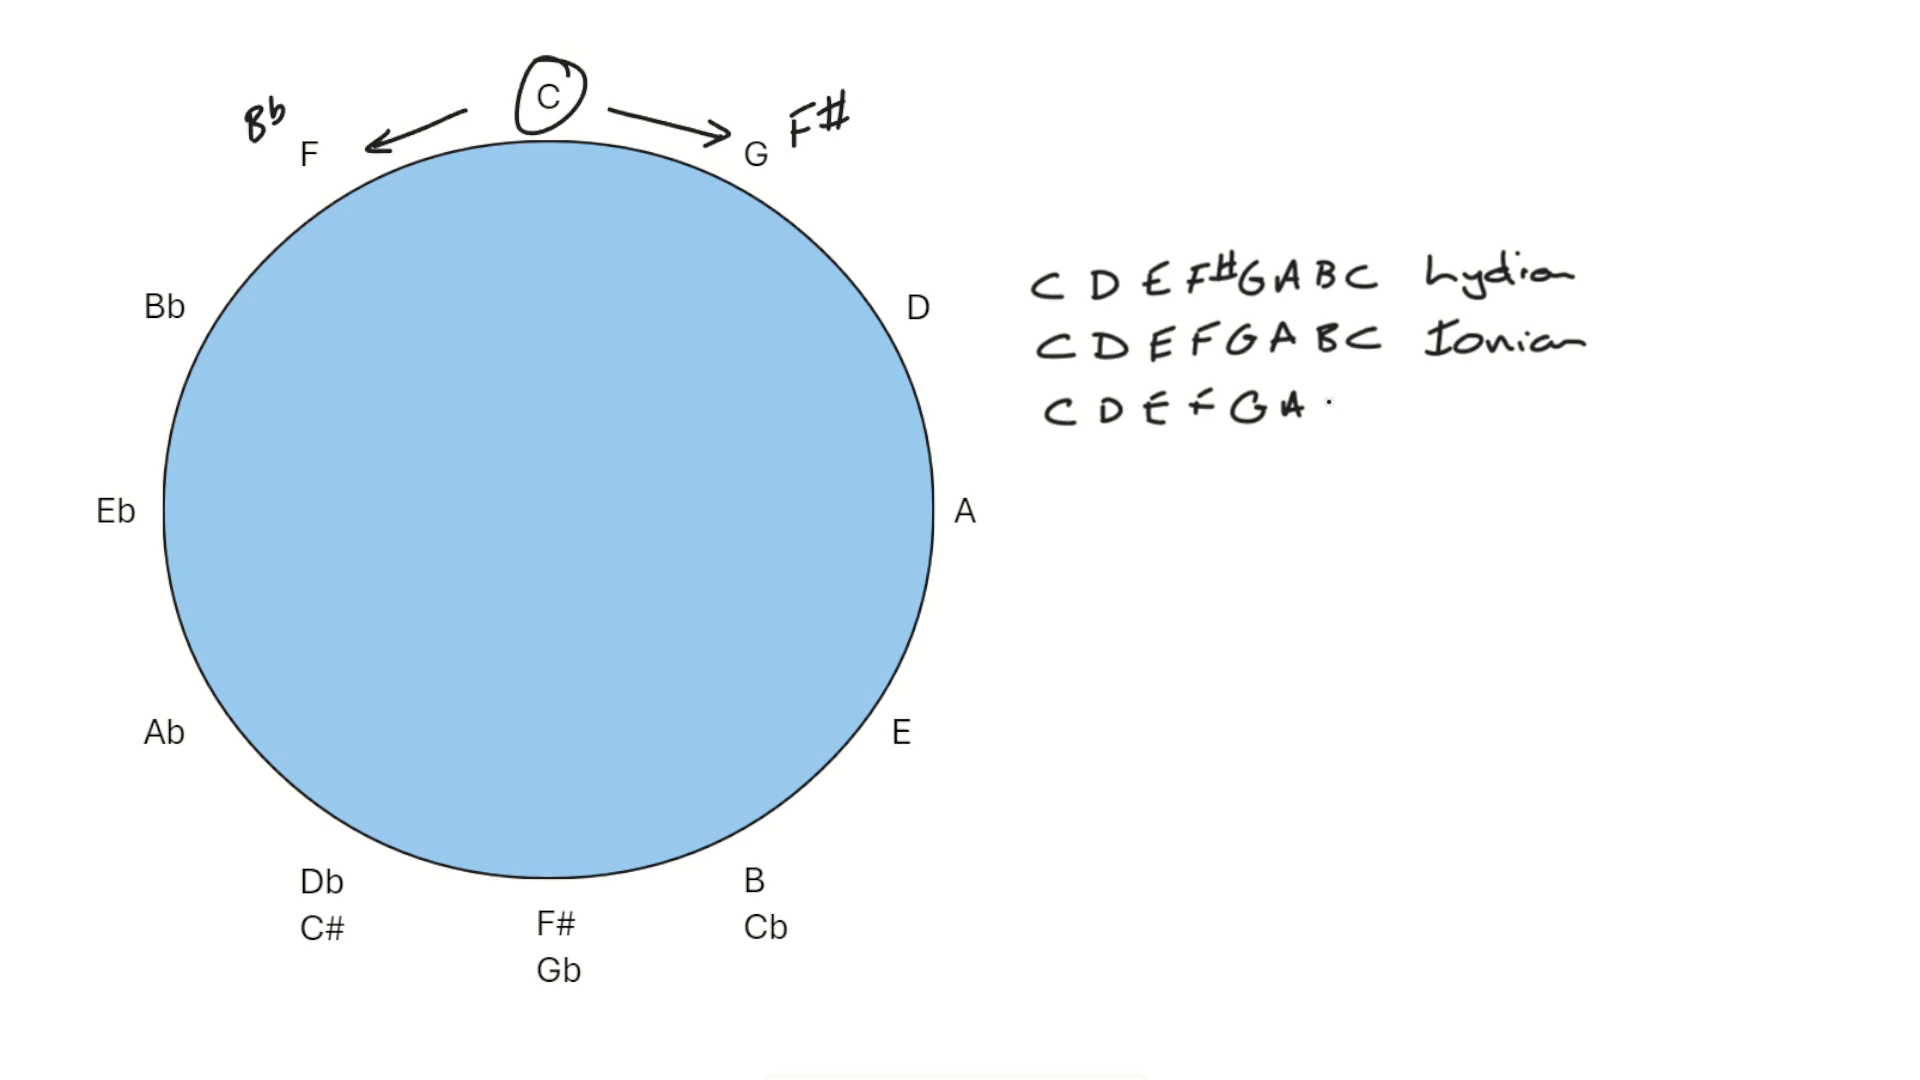 C
Bb
F#
F
G
Bb
D
C D E F# G A B C Lydian
C D E F G A B C Ionian
C D E F G A
Eb
A
Ab
E
Db
C#
F#
Gb
B
Cb